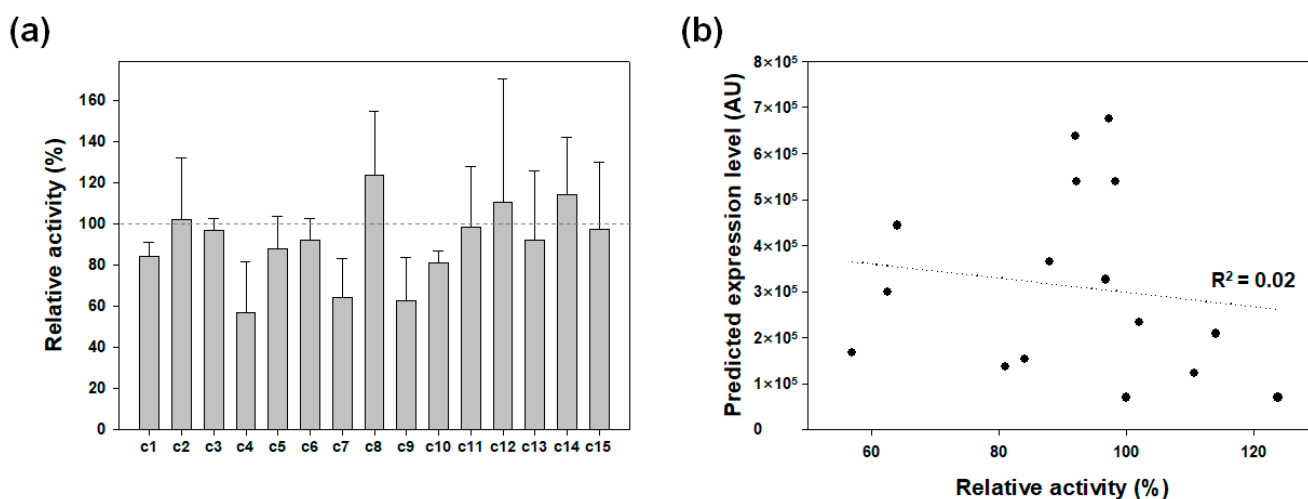 (a)
Relative activity (%)
160
140
120
100
80
60
40
20
0
c1 c2 c3 c4 c5 c6 c7 c8 c9 c10 c11 c12 c13 c14 c15
(b)
Predicted expression level (AU)
8×10⁵
7×10⁵
6×10⁵
5×10⁵
4×10⁵
3×10⁵
2×10⁵
1×10⁵
0
R² = 0.02
60 80 100 120
Relative activity (%)